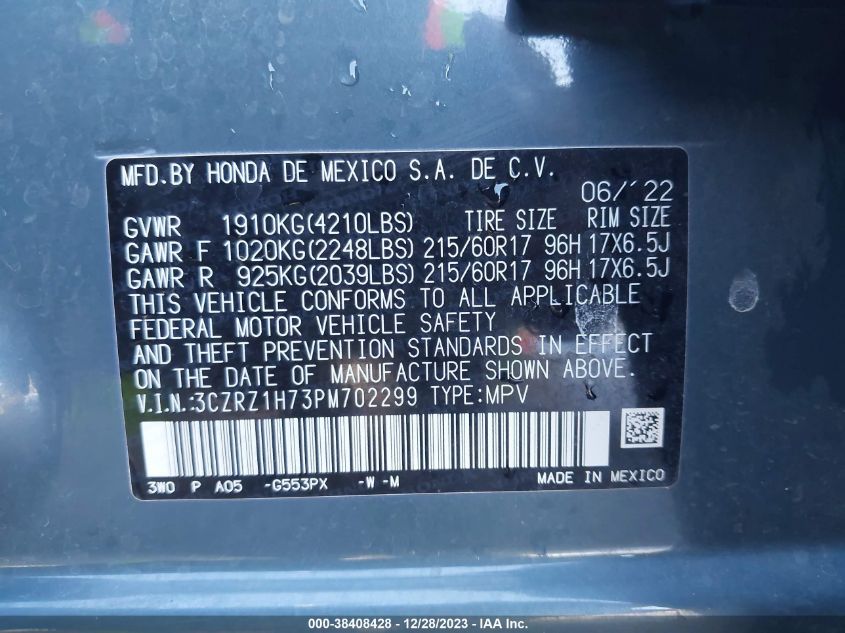 MFD.BY HONDA DE MEXICO S.A. DE C.V.
06/'22
GVWR 1910KG(4210LBS) TIRE SIZE RIM SIZE
GAWR F 1020KG(2248LBS) 215/60R17 96H 17X6.5J
GAWR R 925KG(2039LBS) 215/60R17 96H 17X6.5J
THIS VEHICLE CONFORMS TO ALL APPLICABLE
FEDERAL MOTOR VEHICLE SAFETY
AND THEFT PREVENTION STANDARDS IN EFFECT
ON THE DATE OF MANUFACTURE SHOWN ABOVE.
V.I.N.:3CZRZ1H73PM702299 TYPE:MPV
3W0 P A05 -G553PX -W -M MADE IN MEXICO
000-38408428 - 12/28/2023 - IAA Inc.